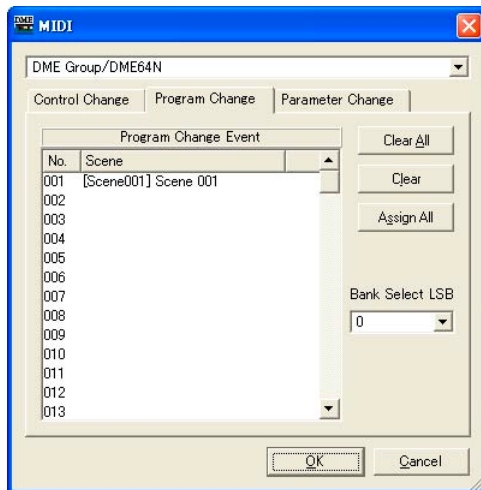 DME MIDI
DME Group/DME64N
Control Change Program Change Parameter Change
Program Change Event
No. Scene
001 [Scene001] Scene 001
002
003
004
005
006
007
008
009
010
011
012
013
Clear All
Clear
Assign All
Bank Select LSB
0
OK Cancel